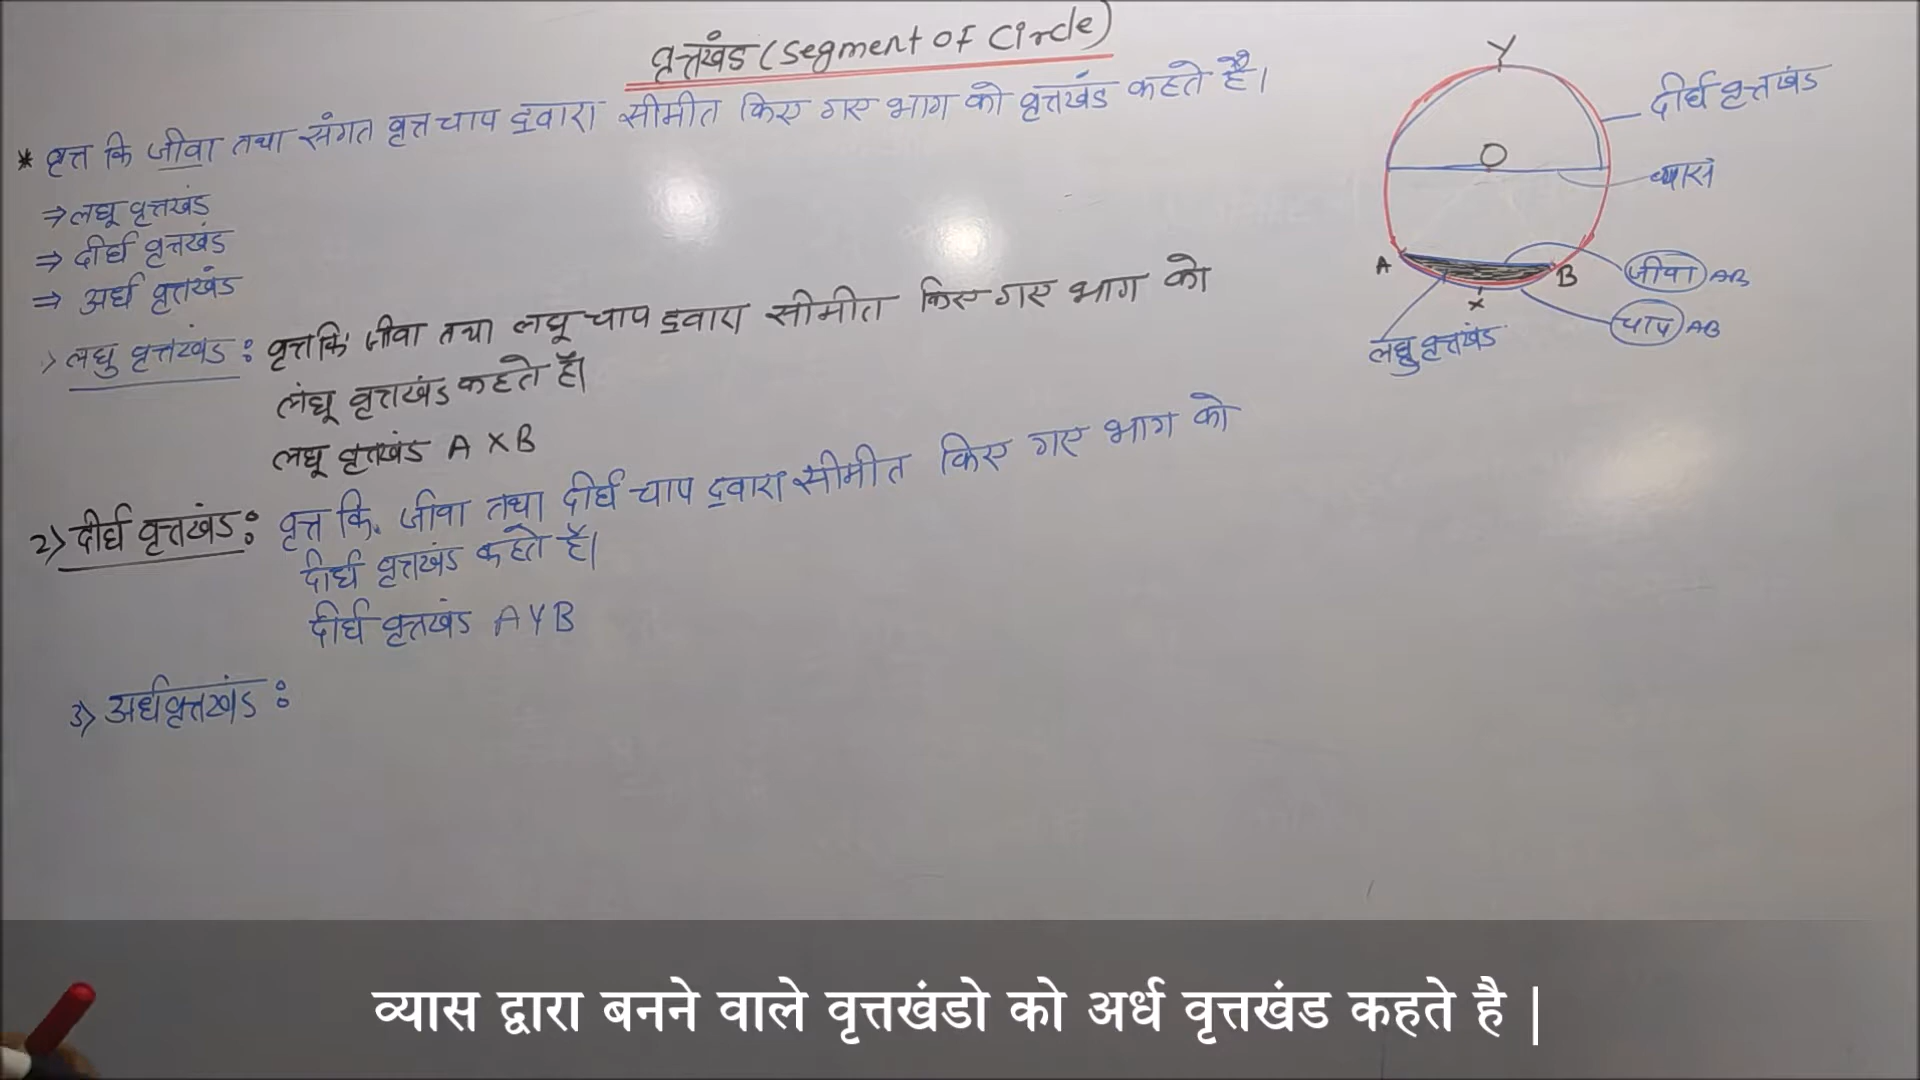 वृत्तखंड (Segment OF Circle)
* वृत्त कि जीवा तथा संगत वृत्तचाप द्वारा सीमीत किए गए भाग को वृत्तखंड कहते है।
⇒ लघू वृत्तखंड
⇒ दीर्घ वृत्तखंड
⇒ अर्ध वृत्तखंड
> लघु वृत्तखंड : वृत्त कि जीवा तथा लघू चाप द्वारा सीमीत किए गए भाग को
लंघू वृत्तखंड कहते हैं।
लघू वृत्तखंड A X B
2> दीर्घ वृत्तखंड : वृत्त कि. जीवा तथा दीर्घ चाप द्वारा सीमीत किए गए भाग को
दीर्घ वृत्तखंड कहते हैं।
दीर्घ वृत्तखंड A Y B
3> अर्धवृत्तखंड :
Y
दीर्घ वृत्तखंड
O
व्यास
A
B
जीवा AB
X
चाप AB
लघु वृत्तखंड
व्यास द्वारा बनने वाले वृत्तखंडो को अर्ध वृत्तखंड कहते है |